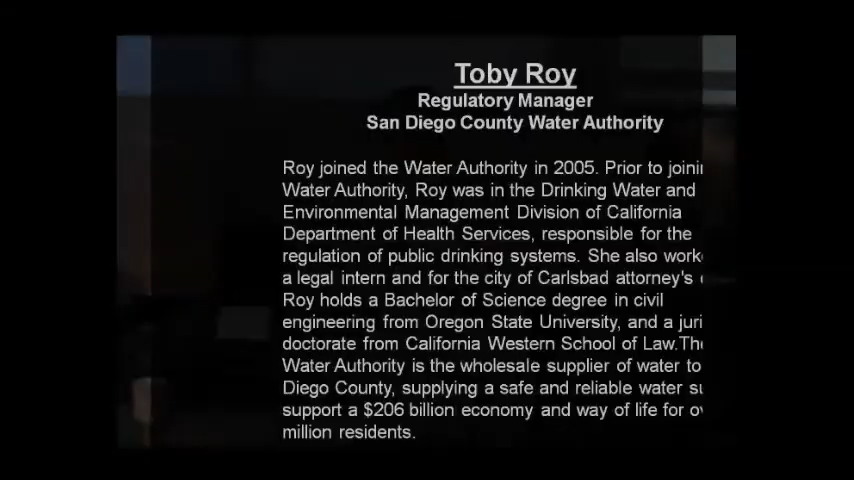 Toby Roy
Regulatory Manager
San Diego County Water Authority
Roy joined the Water Authority in 2005. Prior to
Water Authority, Roy was in the Drinking Water and
Environmental Management Division of California
Department of Health Services, responsible for the
regulation of public drinking systems. She also
a legal intern and for the city of Carlsbad attorney's
Roy holds a Bachelor of Science degree in civil
engineering from Oregon State University, and a
doctorate from California Western School of Law.
Water Authority is the wholesale supplier of water to
Diego County, supplying a safe and reliable water
support a $206 billion economy and way of life for
million residents.